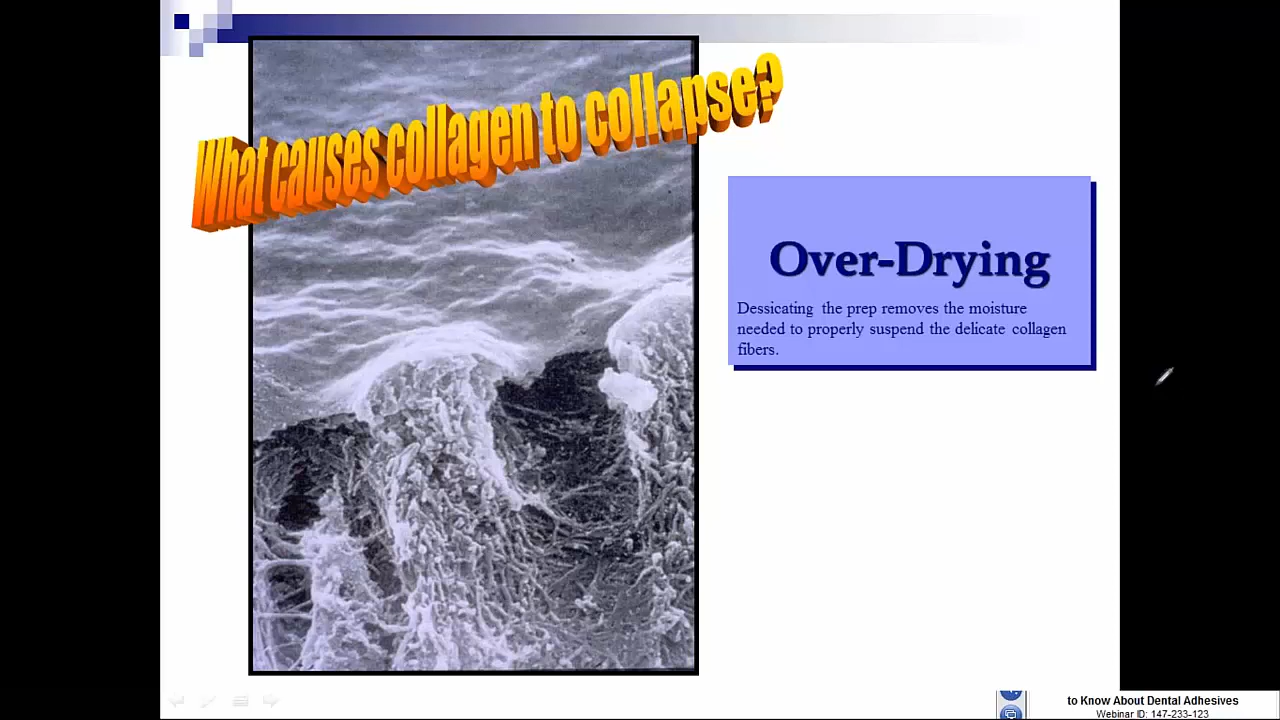 What causes collagen to collapse?
Over-Drying
Dessicating the prep removes the moisture
needed to properly suspend the delicate collagen
fibers.
to Know About Dental Adhesives
Webinar ID: 147-233-123